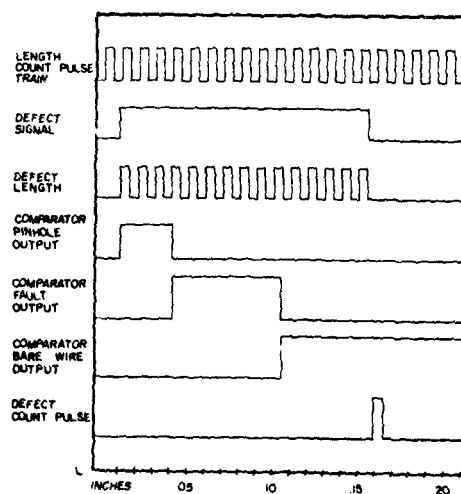 LENGTH
COUNT PULSE
TRAIN
DEFECT
SIGNAL
DEFECT
LENGTH
COMPARATOR
PINHOLE
OUTPUT
COMPARATOR
FAULT
OUTPUT
COMPARATOR
BARE WIRE
OUTPUT
DEFECT
COUNT PULSE
L
INCHES .05 .10 .15 .20